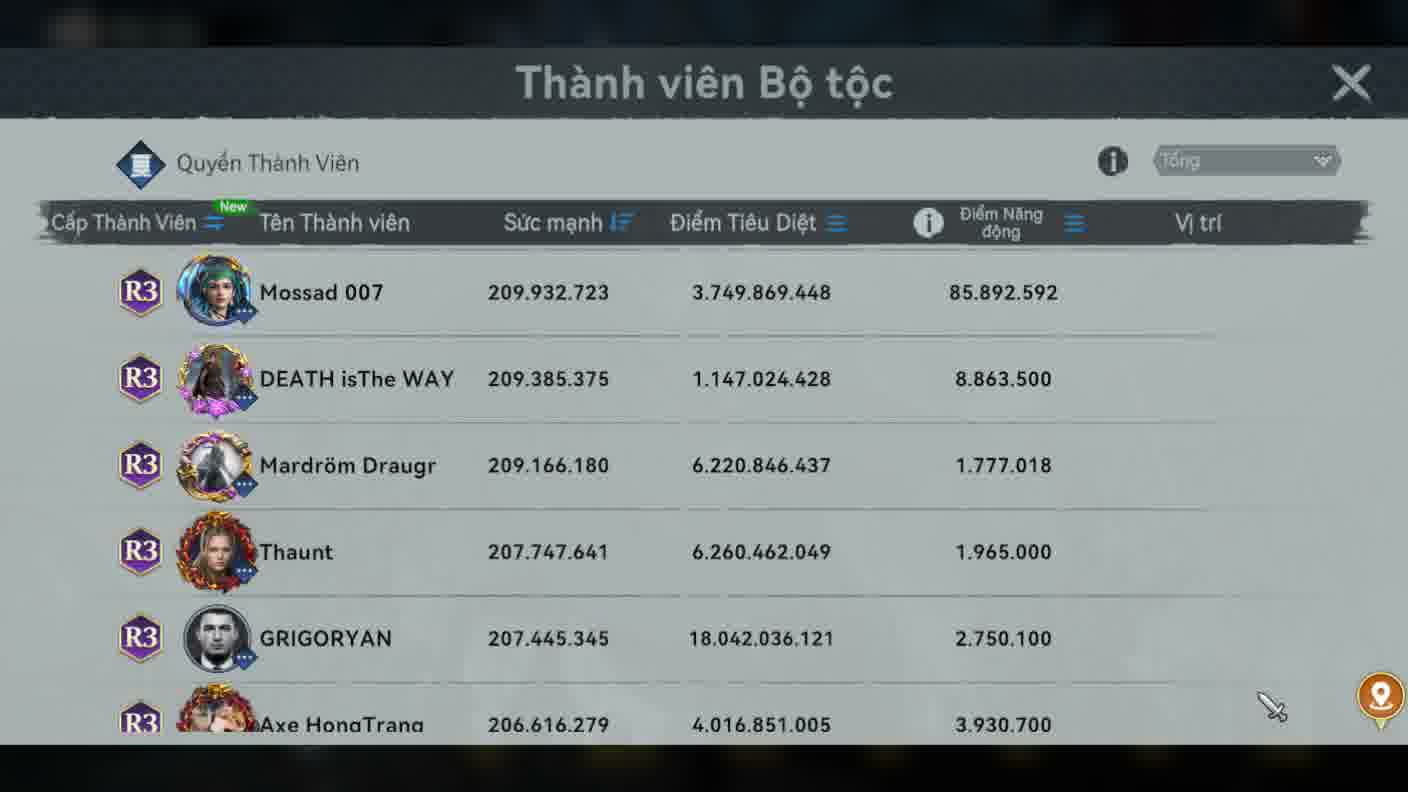 Thành viên Bộ tộc
Quyển Thành Viên
Tổng
Cấp Thành Viên New Tên Thành viên Sức mạnh Điểm Tiêu Diệt Điểm Năng động Vị trí
R3 Mossad 007 209.932.723 3.749.869.448 85.892.592
R3 DEATH isThe WAY 209.385.375 1.147.024.428 8.863.500
R3 Mardröm Draugr 209.166.180 6.220.846.437 1.777.018
R3 Thaunt 207.747.641 6.260.462.049 1.965.000
R3 GRIGORYAN 207.445.345 18.042.036.121 2.750.100
R3 Axe HongTrang 206.616.279 4.016.851.005 3.930.700